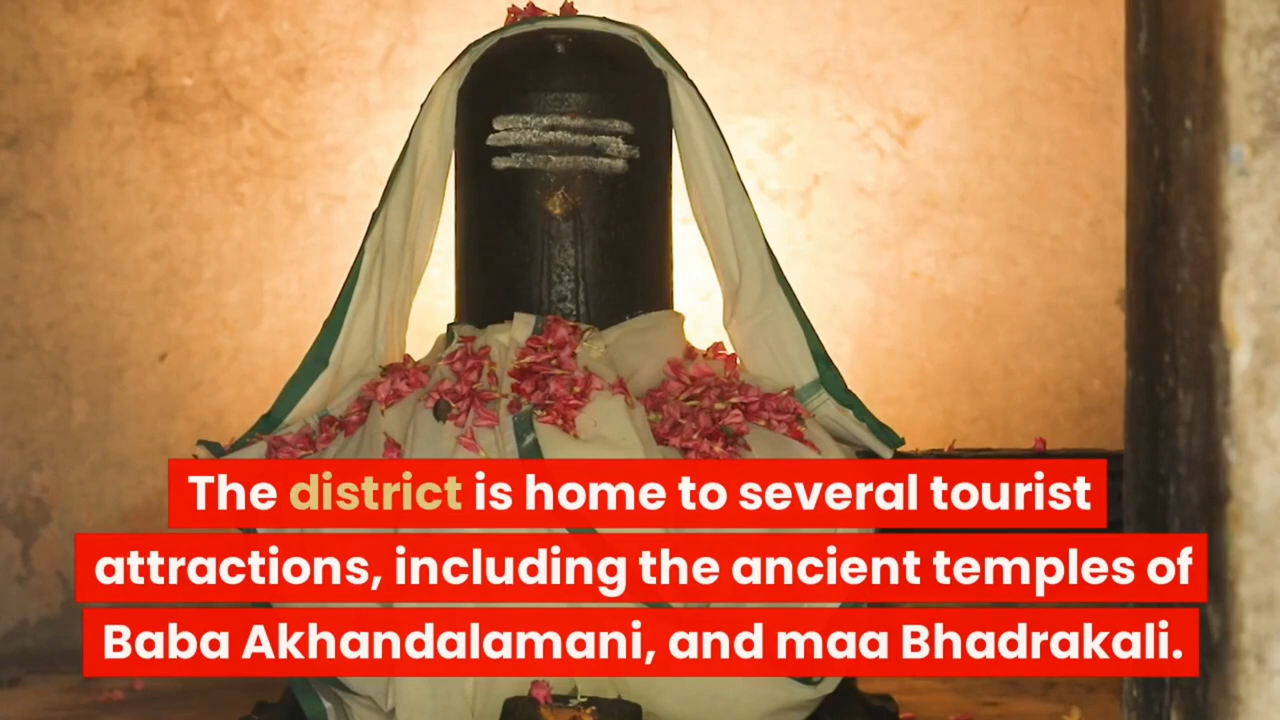 The district is home to several tourist
attractions, including the ancient temples of
Baba Akhandalamani, and maa Bhadrakali.